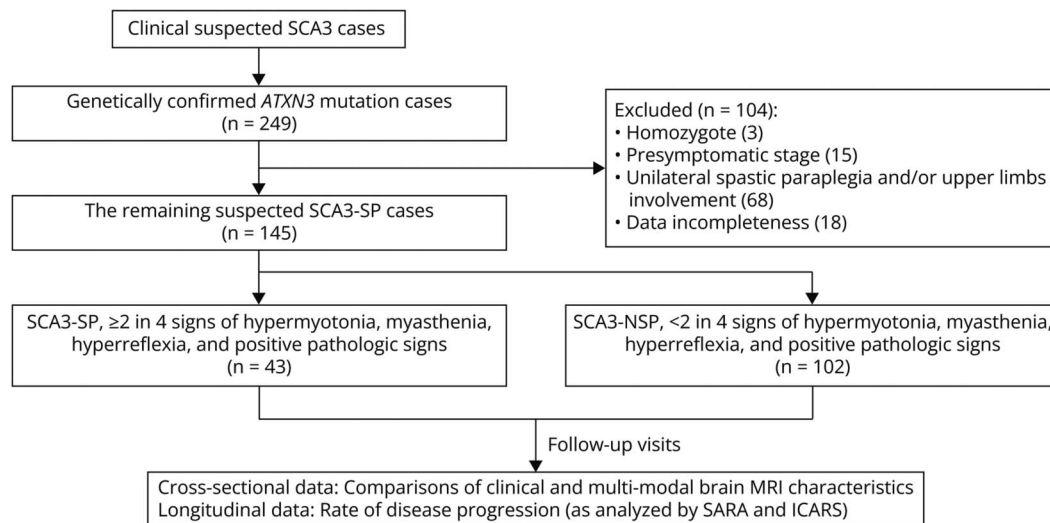 Clinical suspected SCA3 cases
Genetically confirmed ATXN3 mutation cases
(n = 249)
Excluded (n = 104):
• Homozygote (3)
• Presymptomatic stage (15)
• Unilateral spastic paraplegia and/or upper limbs
involvement (68)
• Data incompleteness (18)
The remaining suspected SCA3-SP cases
(n = 145)
SCA3-SP, ≥2 in 4 signs of hypermyotonia, myasthenia,
hyperreflexia, and positive pathologic signs
(n = 43)
SCA3-NSP, <2 in 4 signs of hypermyotonia, myasthenia,
hyperreflexia, and positive pathologic signs
(n = 102)
Follow-up visits
Cross-sectional data: Comparisons of clinical and multi-modal brain MRI characteristics
Longitudinal data: Rate of disease progression (as analyzed by SARA and ICARS)